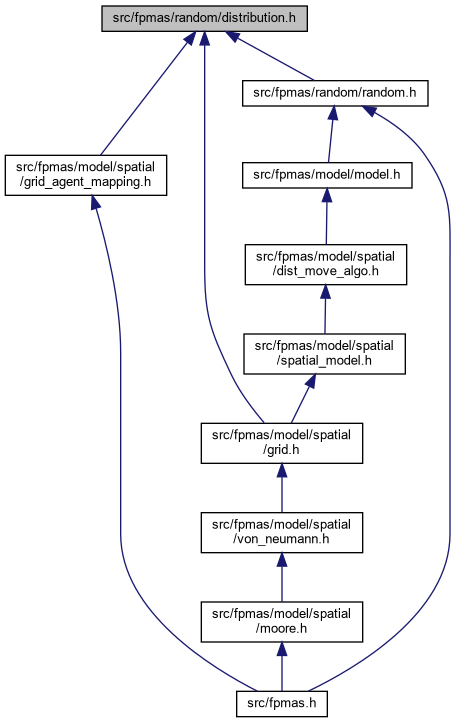 src/fpmas/random/distribution.h
src/fpmas/random/random.h
src/fpmas/model/spatial
/grid_agent_mapping.h
src/fpmas/model/model.h
src/fpmas/model/spatial
/dist_move_algo.h
src/fpmas/model/spatial
/spatial_model.h
src/fpmas/model/spatial
/grid.h
src/fpmas/model/spatial
/von_neumann.h
src/fpmas/model/spatial
/moore.h
src/fpmas.h